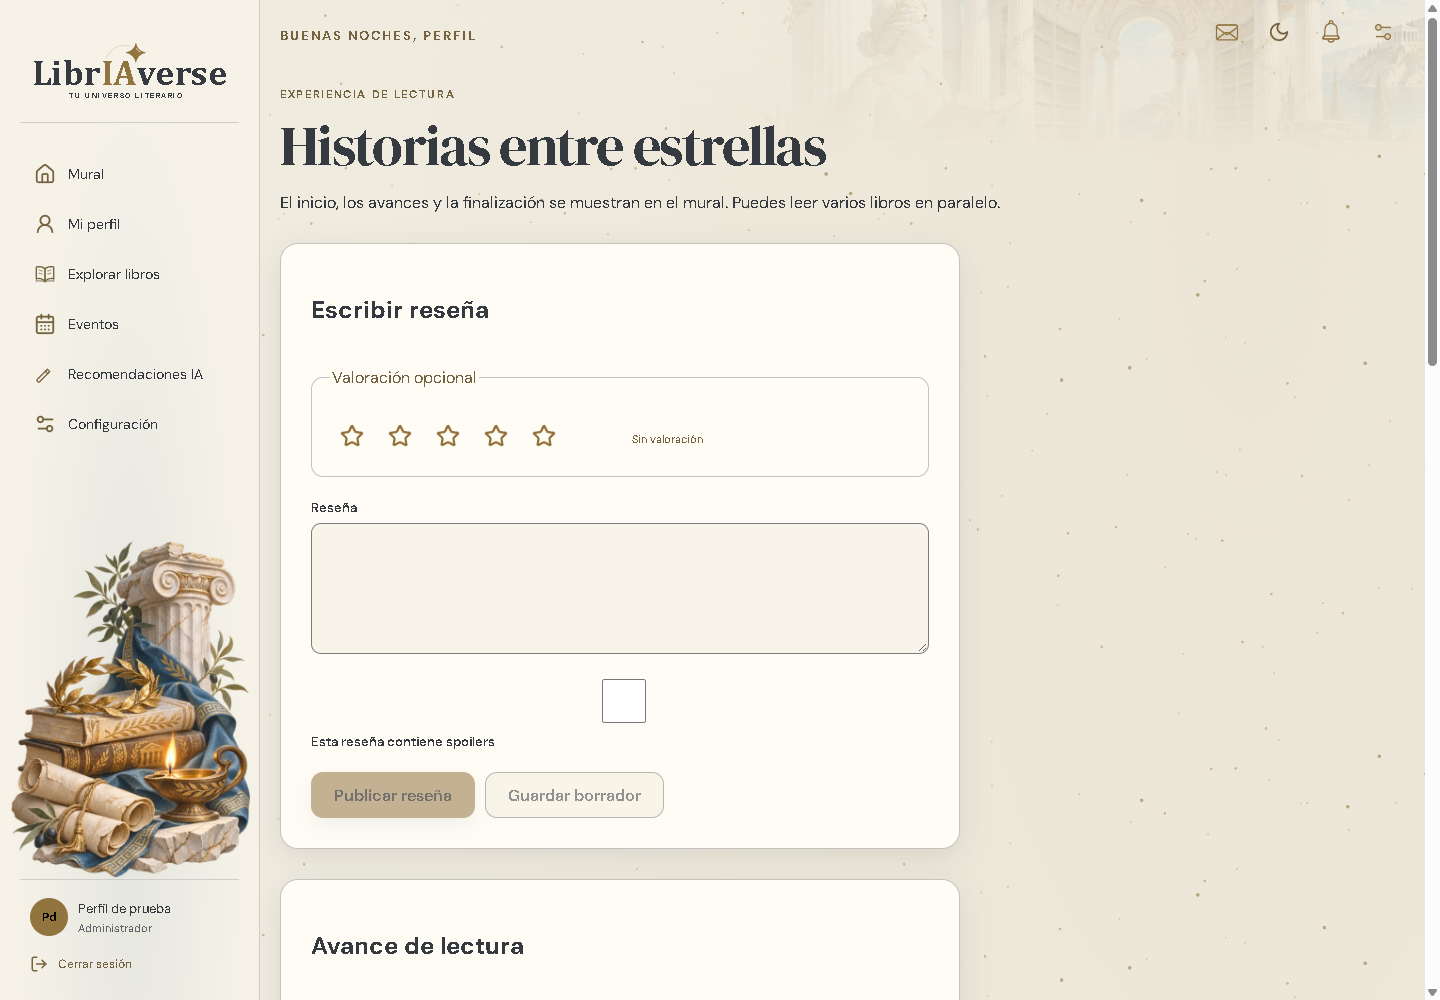 LibrIAverse
TU UNIVERSO LITERARIO
Mural
Mi perfil
Explorar libros
Eventos
Recomendaciones IA
Configuración
Pd
Perfil de prueba
Administrador
Cerrar sesión
BUENAS NOCHES, PERFIL
EXPERIENCIA DE LECTURA
Historias entre estrellas
El inicio, los avances y la finalización se muestran en el mural. Puedes leer varios libros en paralelo.
Escribir reseña
Valoración opcional
Sin valoración
Reseña
Esta reseña contiene spoilers
Publicar reseña
Guardar borrador
Avance de lectura